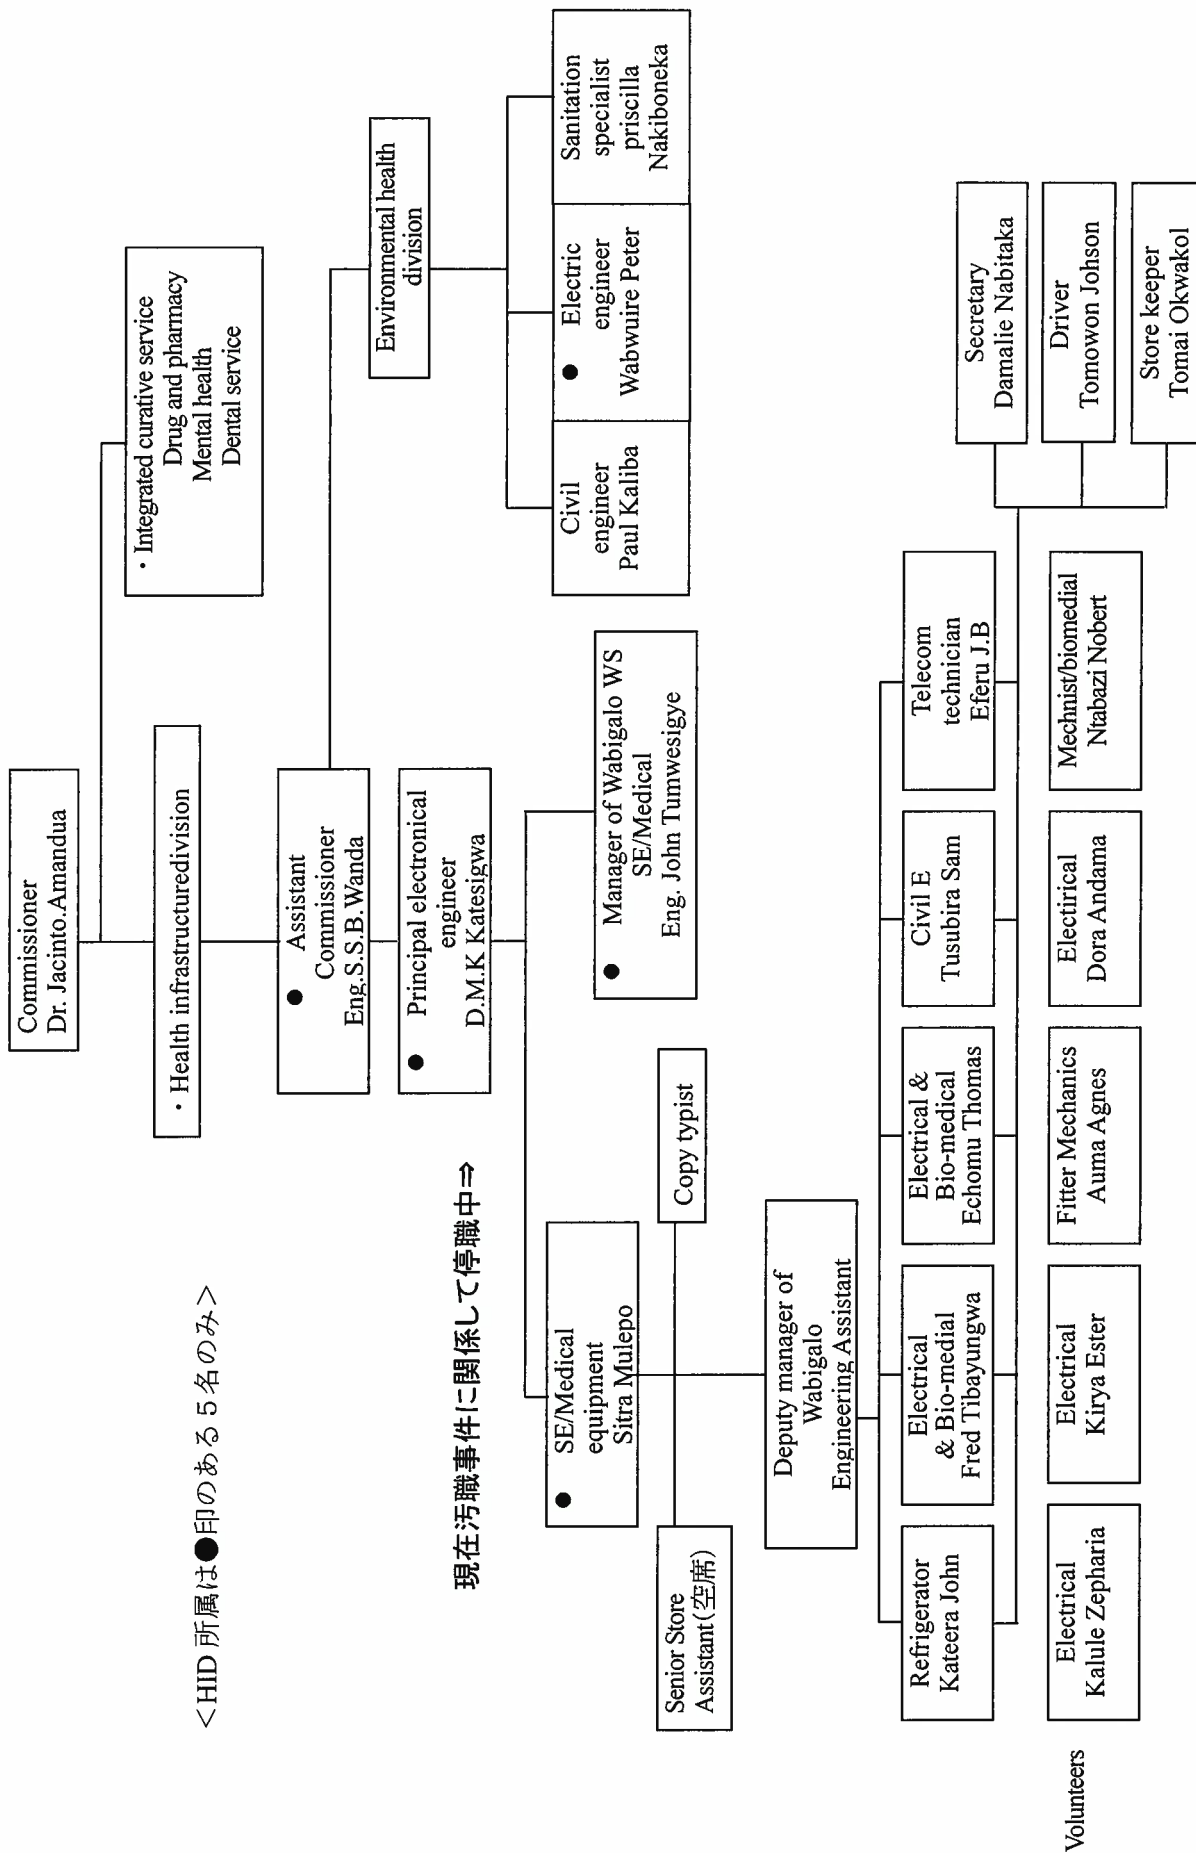 Commissioner
Dr. Jacinto.Amandua
・Health infrastructuredivision
・Integrated curative service
Drug and pharmacy
Mental health
Dental service
<HID 所属は●印のある5名のみ>
● Assistant
Commissioner
Eng.S.S.B.Wanda
Environmental health
division
● Principal electronical
engineer
D.M.K Katesigwa
現在汚職事件に関係して停職中⇒
Civil
engineer
Paul Kaliba
Electric
● engineer
Wabwuire Peter
Sanitation
specialist
priscilla
Nakiboneka
● SE/Medical
equipment
Sitra Mulepo
● Manager of Wabigalo WS
SE/Medical
Eng. John Tumwesigye
Senior Store
Assistant(空席)
Copy typist
Deputy manager of
Wabigalo
Engineering Assistant
Refrigerator
Kateera John
Electrical
& Bio-medial
Fred Tibayungwa
Electrical &
Bio-medical
Echomu Thomas
Civil E
Tusubira Sam
Telecom
technician
Eferu J.B
Secretary
Damalie Nabitaka
Driver
Tomowon Johson
Store keeper
Tomai Okwakol
Volunteers
Electrical
Kalule Zepharia
Electrical
Kirya Ester
Fitter Mechanics
Auma Agnes
Electirical
Dora Andama
Mechnist/biomedial
Ntabazi Nobert